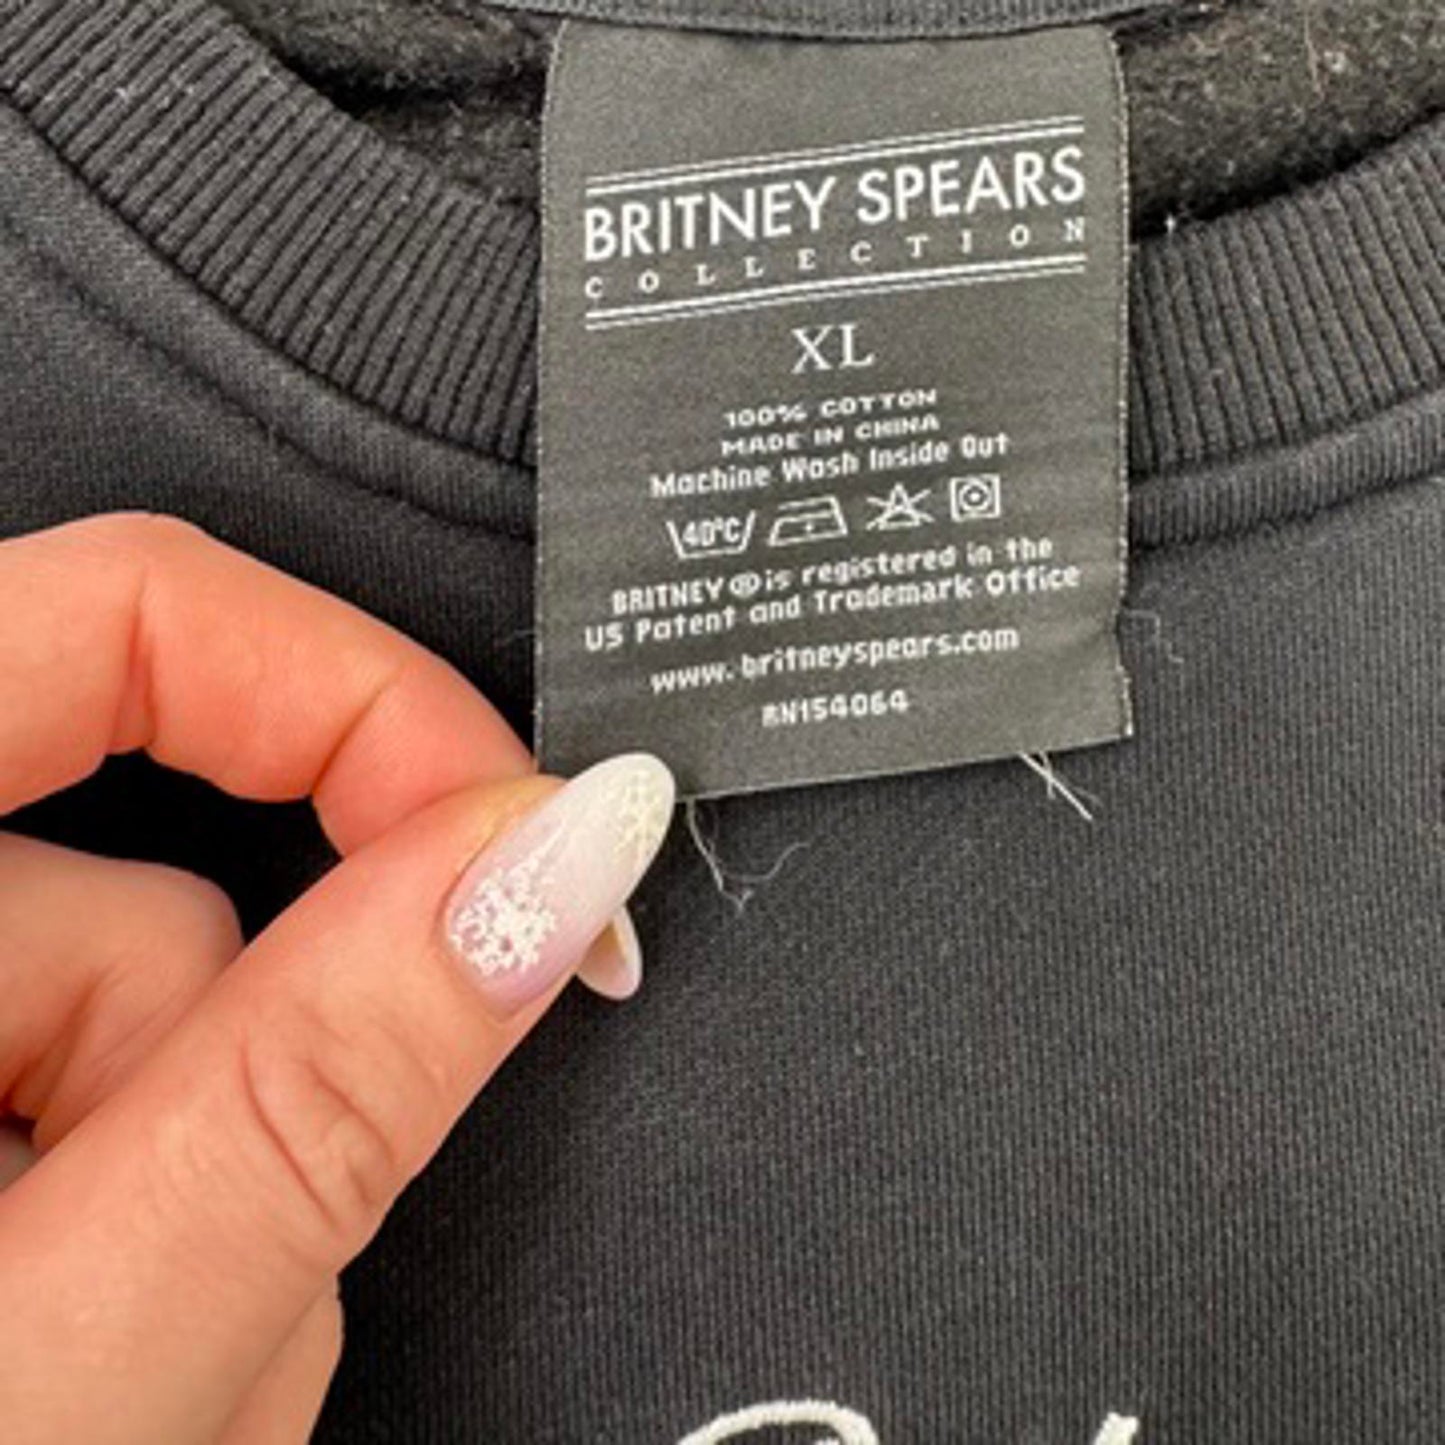 BRITNEY SPEARS
COLLECTION
XL
100% COTTON
MADE IN CHINA
Machine Wash Inside Out
40°C
BRITNEY® is registered in the
US Patent and Trademark Office
www.britneyspears.com
RN154064